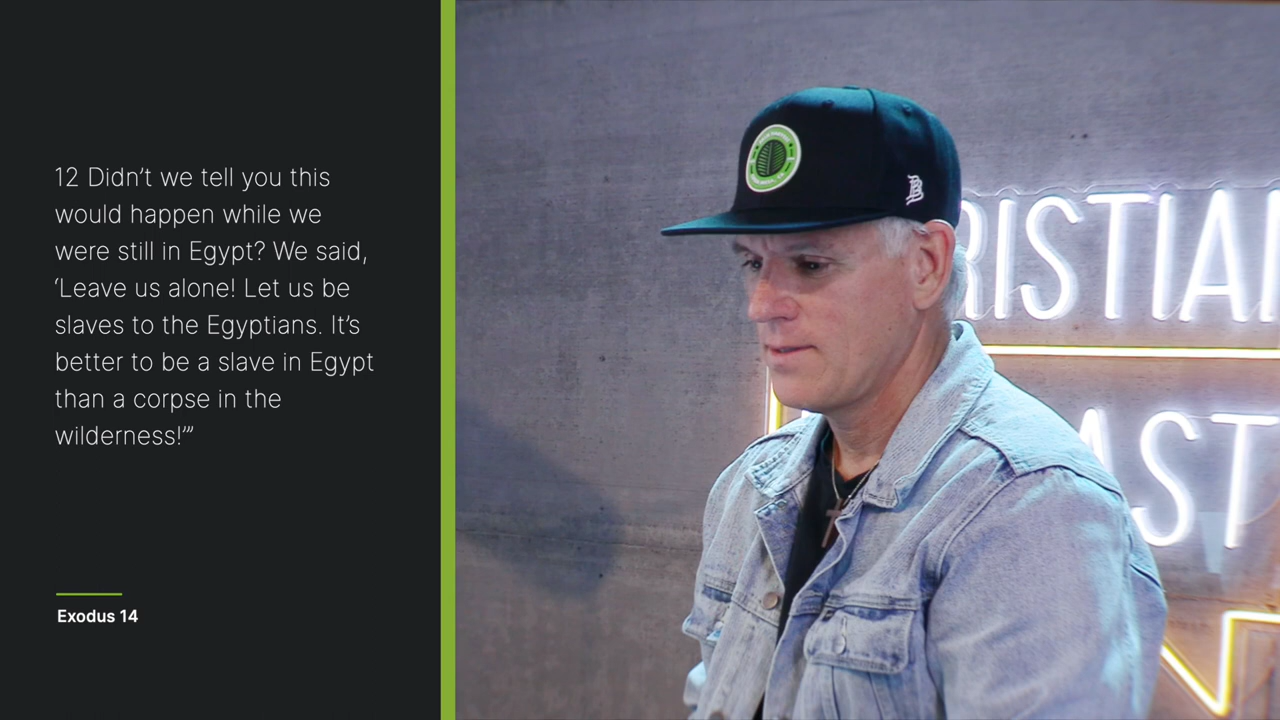 12 Didn’t we tell you this
would happen while we
were still in Egypt? We said,
‘Leave us alone! Let us be
slaves to the Egyptians. It’s
better to be a slave in Egypt
than a corpse in the
wilderness!’”
Exodus 14
RISTIAN
AST
B